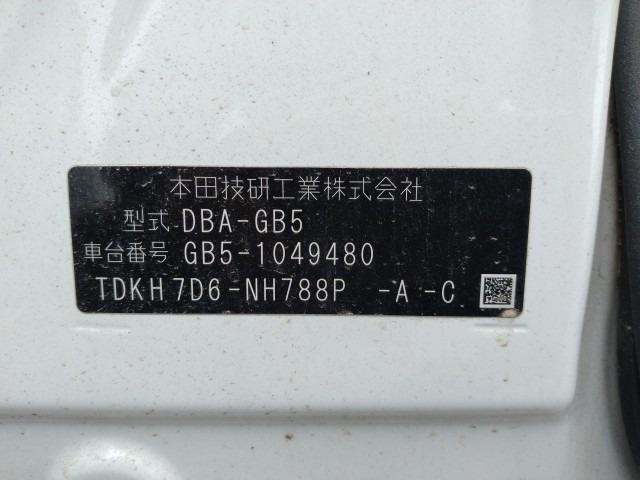 本田技研工業株式会社
型式 DBA-GB5
車台番号 GB5-1049480
TDKH7D6-NH788P -A-C